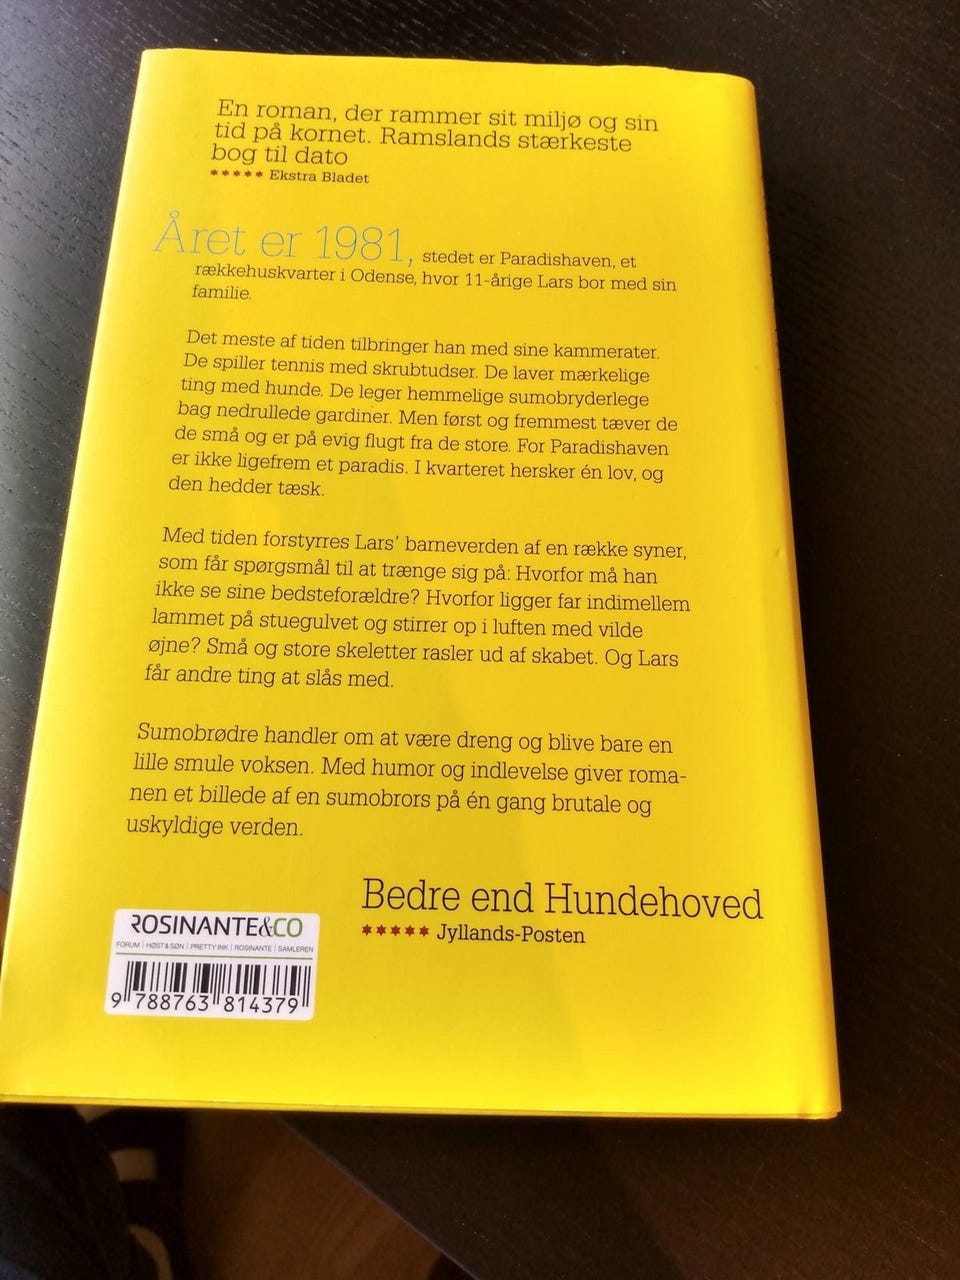 En roman, der rammer sit miljø og sin
tid på kornet. Ramslands stærkeste
bog til dato
***** Ekstra Bladet
Året er 1981, stedet er Paradishaven, et
rækkehuskvarter i Odense, hvor 11-årige Lars bor med sin
familie.
Det meste af tiden tilbringer han med sine kammerater.
De spiller tennis med skrubtudser. De laver mærkelige
ting med hunde. De leger hemmelige sumobryderlege
bag nedrullede gardiner. Men først og fremmest tæver de
de små og er på evig flugt fra de store. For Paradishaven
er ikke ligefrem et paradis. I kvarteret hersker én lov, og
den hedder tæsk.
Med tiden forstyrres Lars’ barneverden af en række syner,
som får spørgsmål til at trænge sig på: Hvorfor må han
ikke se sine bedsteforældre? Hvorfor ligger far indimellem
lammet på stuegulvet og stirrer op i luften med vilde
øjne? Små og store skeletter rasler ud af skabet. Og Lars
får andre ting at slås med.
Sumobrødre handler om at være dreng og blive bare en
lille smule voksen. Med humor og indlevelse giver roma-
nen et billede af en sumobrors på én gang brutale og
uskyldige verden.
Bedre end Hundehoved
***** Jyllands-Posten
ROSINANTE&CO
FORUM | HØST & SØN | PRETTY INK | ROSINANTE | SAMLEREN
9 788763 814379